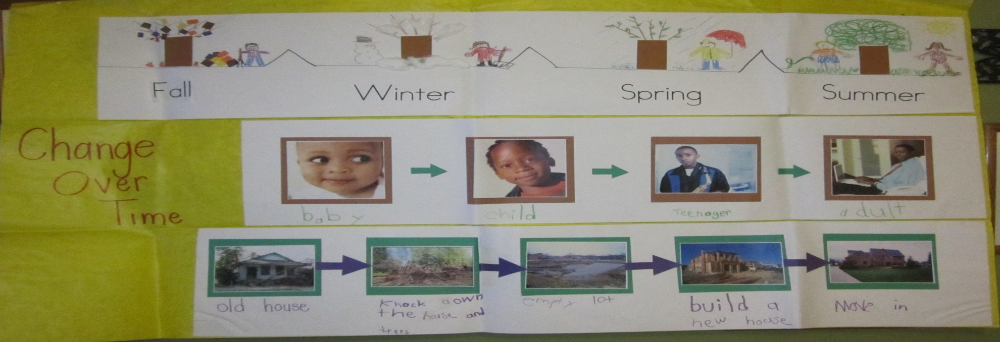 Fall
Winter
Spring
Summer
Change
Over
Time
baby
child
Teenager
adult
old house
Knock down
the house and
trees
empty lot
build a
new house
Move in